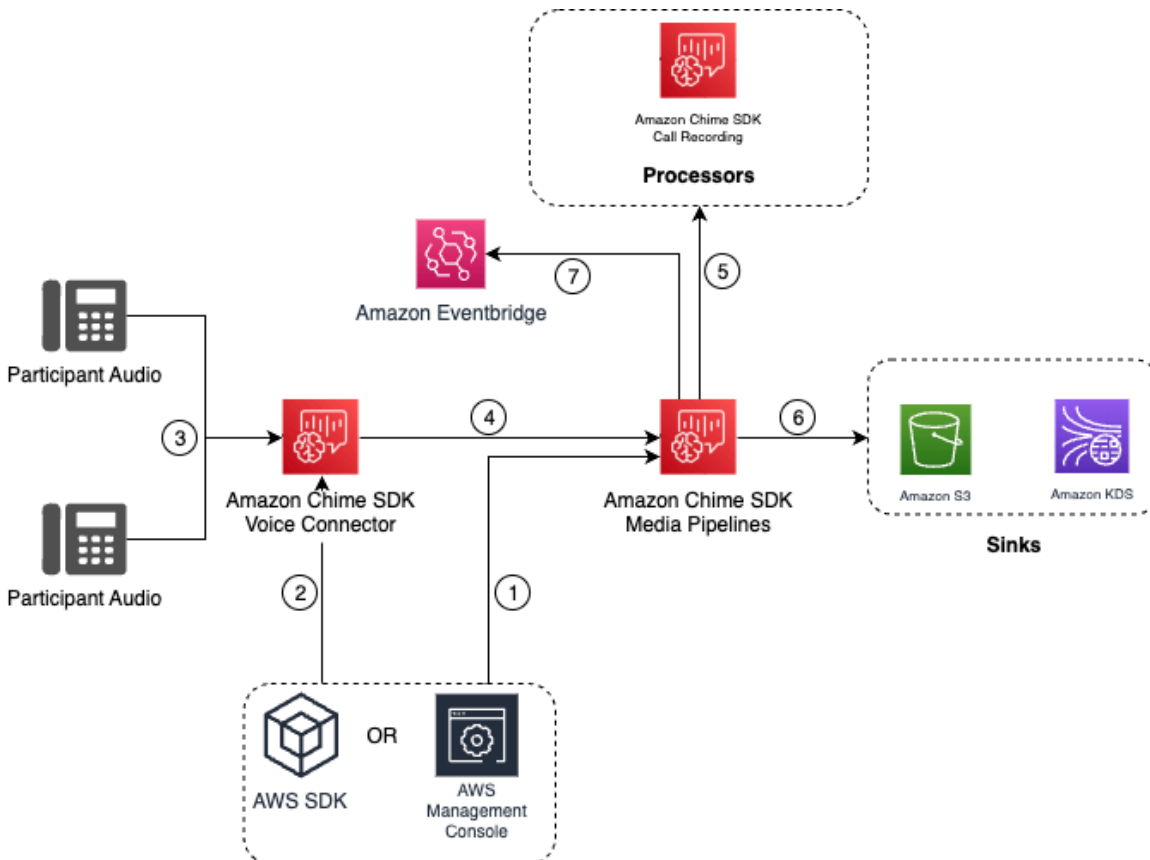 Amazon Chime SDK
Call Recording
Processors
7
5
Amazon Eventbridge
Participant Audio
3
4
6
Amazon Chime SDK
Voice Connector
Amazon Chime SDK
Media Pipelines
Amazon S3
Amazon KDS
Sinks
Participant Audio
2
1
OR
AWS SDK
AWS
Management
Console